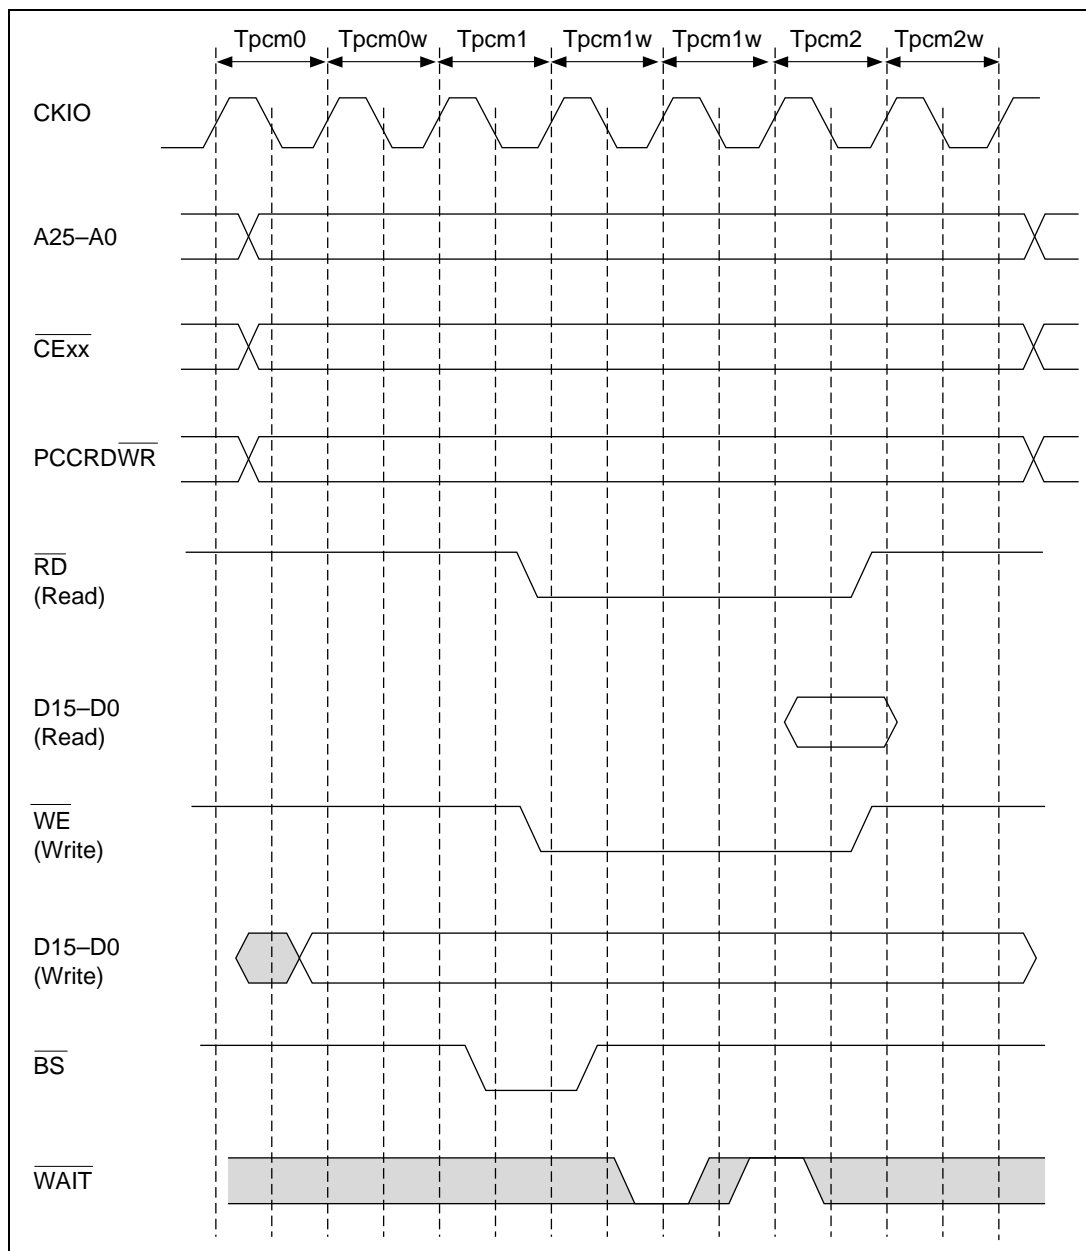 Tpcm0 Tpcm0w Tpcm1 Tpcm1w Tpcm1w Tpcm2 Tpcm2w
CKIO
A25–A0
CExx
PCCRDWR
RD
(Read)
D15–D0
(Read)
WE
(Write)
D15–D0
(Write)
BS
WAIT